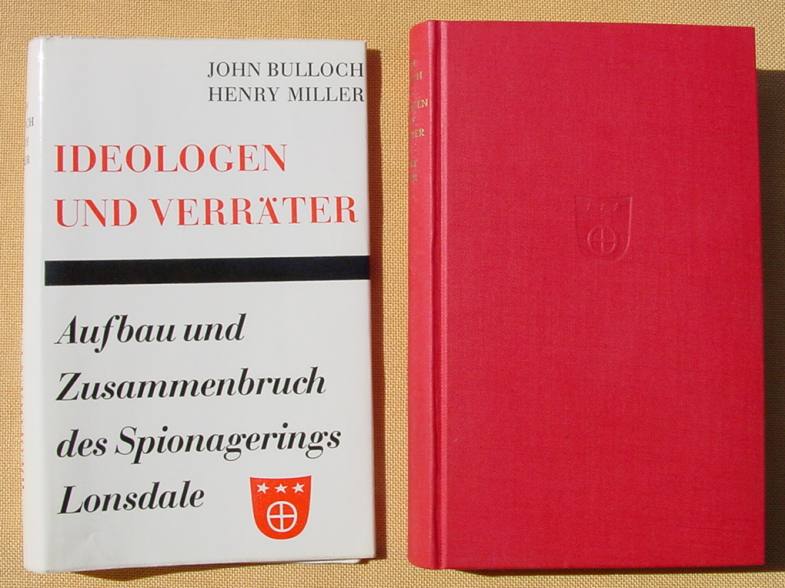 JOHN BULLOCH
HENRY MILLER
IDEOLOGEN
UND VERRÄTER
Aufbau und
Zusammenbruch
des Spionagerings
Lonsdale